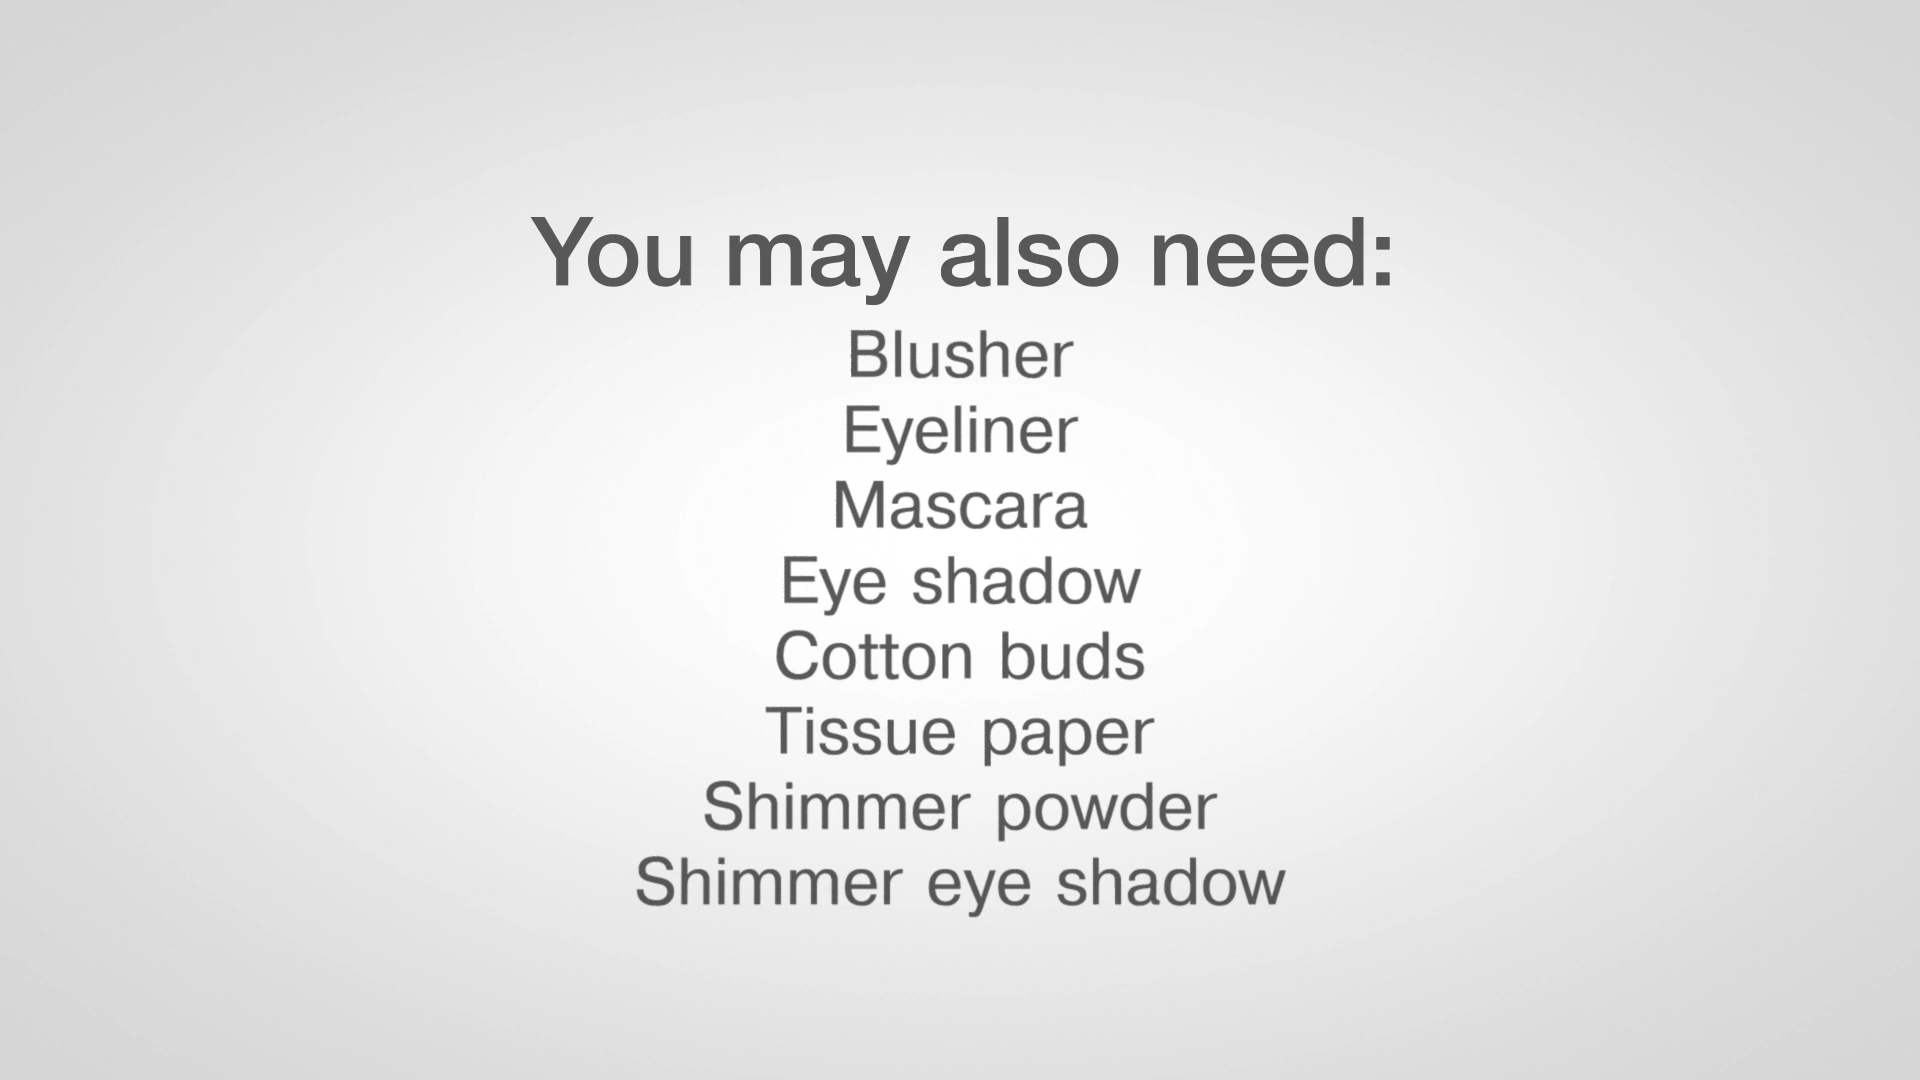 You may also need:
Blusher
Eyeliner
Mascara
Eye shadow
Cotton buds
Tissue paper
Shimmer powder
Shimmer eye shadow